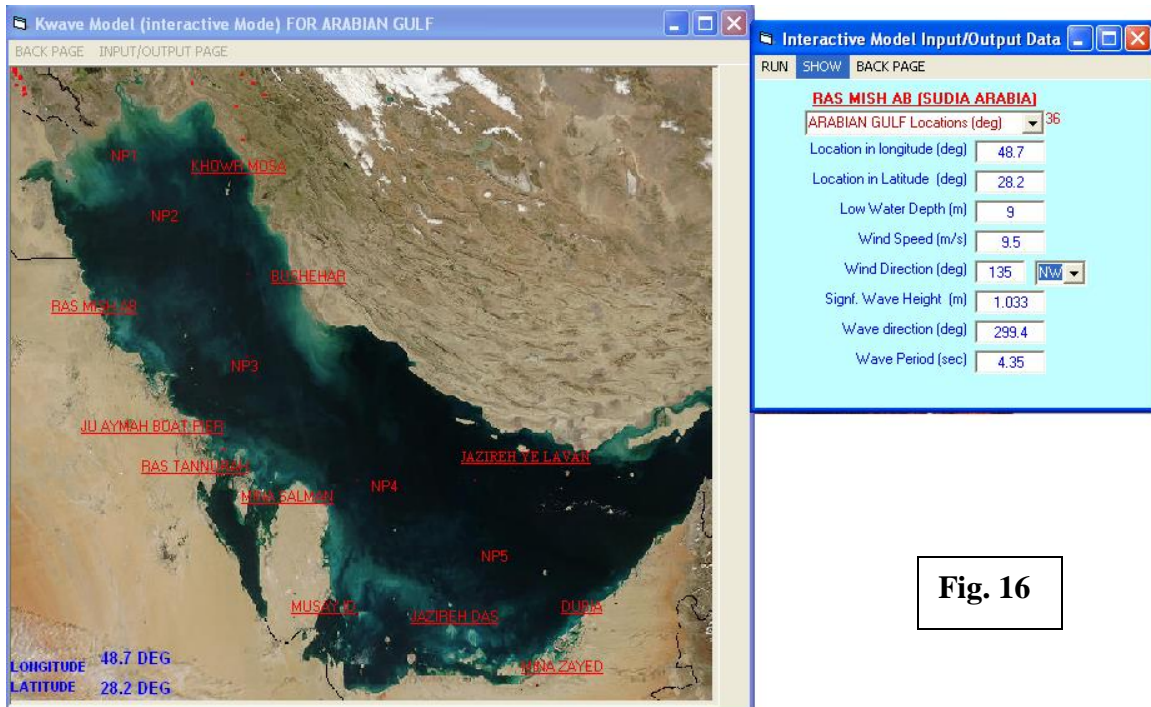 Kwave Model (interactive Mode) FOR ARABIAN GULF
BACK PAGE INPUT/OUTPUT PAGE
NP1
KHOWR MOSA
NP2
BUSHEHAR
RAS MISH AB
NP3
JU AYMAH BOAT PIER
RAS TANNURAH
JAZIREH YE LAVAN
MINA SALMAN
NP4
NP5
MUSAY ID
JAZIREH DAS
DUBIA
MINA ZAYED
LONGITUDE 48.7 DEG
LATITUDE 28.2 DEG
Interactive Model Input/Output Data
RUN SHOW BACK PAGE
RAS MISH AB (SUDIA ARABIA)
ARABIAN GULF Locations (deg) 36
Location in longitude (deg) 48.7
Location in Latitude (deg) 28.2
Low Water Depth (m) 9
Wind Speed (m/s) 9.5
Wind Direction (deg) 135 NW
Signf. Wave Height (m) 1.033
Wave direction (deg) 299.4
Wave Period (sec) 4.35
Fig. 16